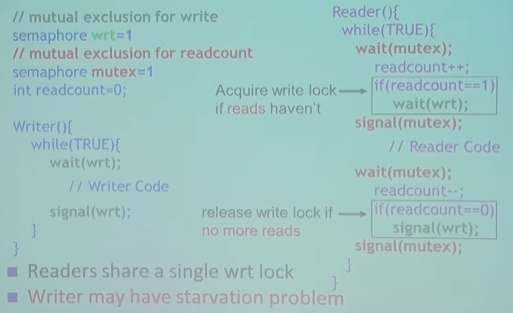 // mutual exclusion for write
semaphore wrt=1
// mutual exclusion for readcount
semaphore mutex=1
int readcount=0;
Writer(){
while(TRUE){
wait(wrt);
// Writer Code
signal(wrt);
}
}
Reader(){
while(TRUE){
wait(mutex);
readcount++;
if(readcount==1)
wait(wrt);
signal(mutex);
// Reader Code
wait(mutex);
readcount--;
if(readcount==0)
signal(wrt);
signal(mutex);
}
}
Acquire write lock
if reads haven't
release write lock if
no more reads
■ Readers share a single wrt lock
■ Writer may have starvation problem